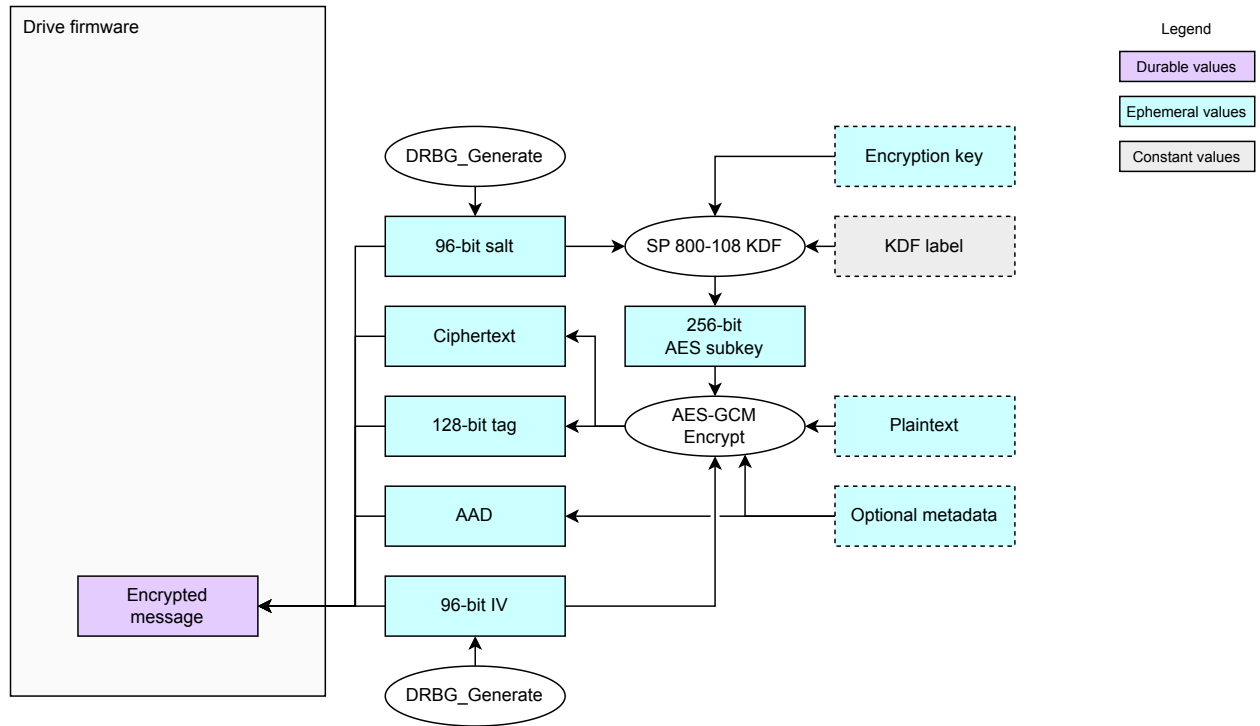 Drive firmware
Legend
Durable values
Ephemeral values
Constant values
DRBG_Generate
Encryption key
96-bit salt
SP 800-108 KDF
KDF label
Ciphertext
256-bit
AES subkey
128-bit tag
AES-GCM
Encrypt
Plaintext
AAD
Optional metadata
Encrypted
message
96-bit IV
DRBG_Generate